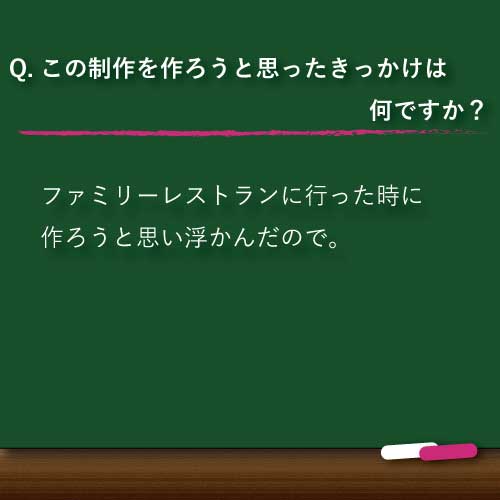 Q. この制作を作ろうと思ったきっかけは
何ですか？
ファミリーレストランに行った時に
作ろうと思い浮かんだので。